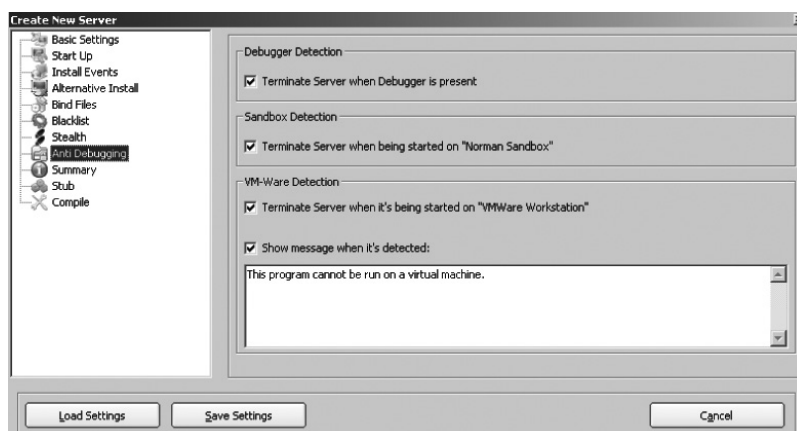 Create New Server
Basic Settings
Start Up
Install Events
Alternative Install
Bind Files
Blacklist
Stealth
Anti Debugging
Summary
Stub
Compile
Debugger Detection
Terminate Server when Debugger is present
Sandbox Detection
Terminate Server when being started on "Norman Sandbox"
VM-Ware Detection
Terminate Server when it's being started on "VMWare Workstation"
Show message when it's detected:
This program cannot be run on a virtual machine.
Load Settings
Save Settings
Cancel